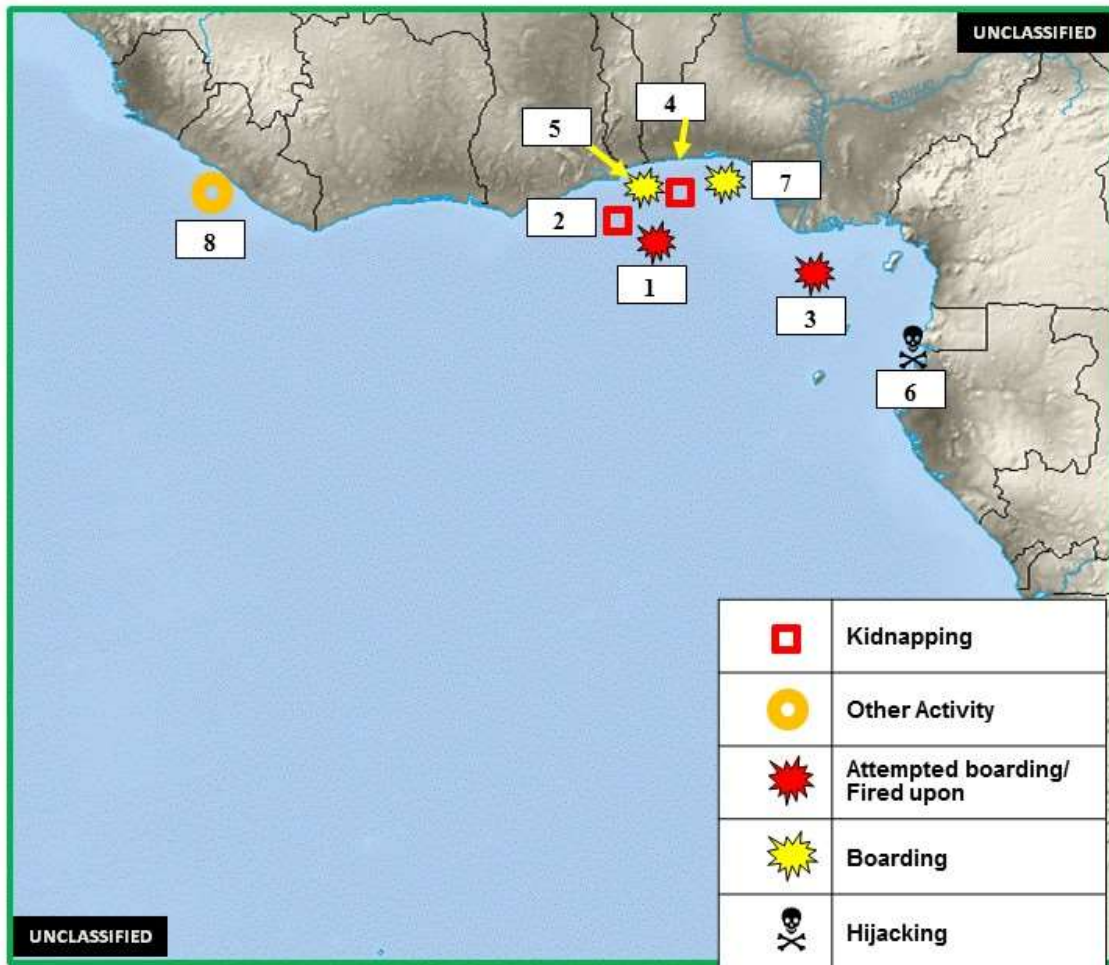 UNCLASSIFIED
4
5
7
2
8
1
3
6
Kidnapping
Other Activity
Attempted boarding/
Fired upon
Boarding
Hijacking
UNCLASSIFIED